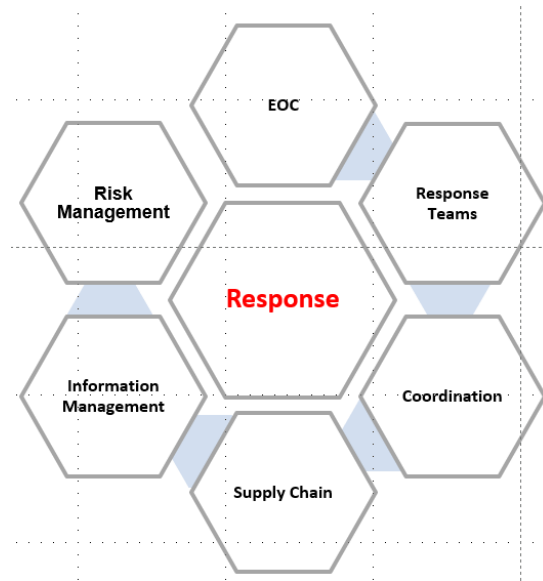 EOC
Risk
Management
Response
Teams
Response
Information
Management
Coordination
Supply Chain